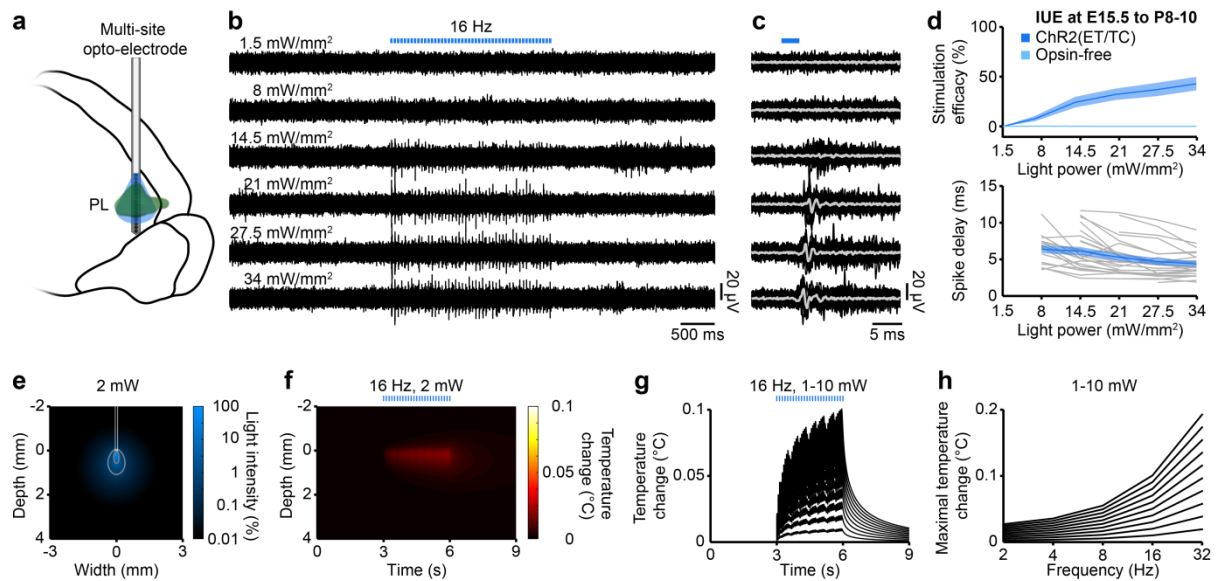 a
Multi-site
opto-electrode
PL
b
16 Hz
1.5 mW/mm²
8 mW/mm²
14.5 mW/mm²
21 mW/mm²
27.5 mW/mm²
34 mW/mm²
20 µV
500 ms
c
20 µV
5 ms
d
IUE at E15.5 to P8-10
ChR2(ET/TC)
Opsin-free
Stimulation
efficacy (%)
100
50
0
1.5 8 14.5 21 27.5 34
Light power (mW/mm²)
Spike delay (ms)
15
10
5
0
1.5 8 14.5 21 27.5 34
Light power (mW/mm²)
e
2 mW
Depth (mm)
-2
0
2
4
-3 0 3
Width (mm)
100
10
1
0.1
0.01
Light intensity (%)
f
16 Hz, 2 mW
Depth (mm)
-2
0
2
4
0 3 6 9
Time (s)
0.1
0.05
0
Temperature
change (°C)
g
16 Hz, 1-10 mW
Temperature
change (°C)
0.1
0.05
0
0 3 6 9
Time (s)
h
1-10 mW
Maximal temperature
change (°C)
0.2
0.1
0
2 4 8 16 32
Frequency (Hz)